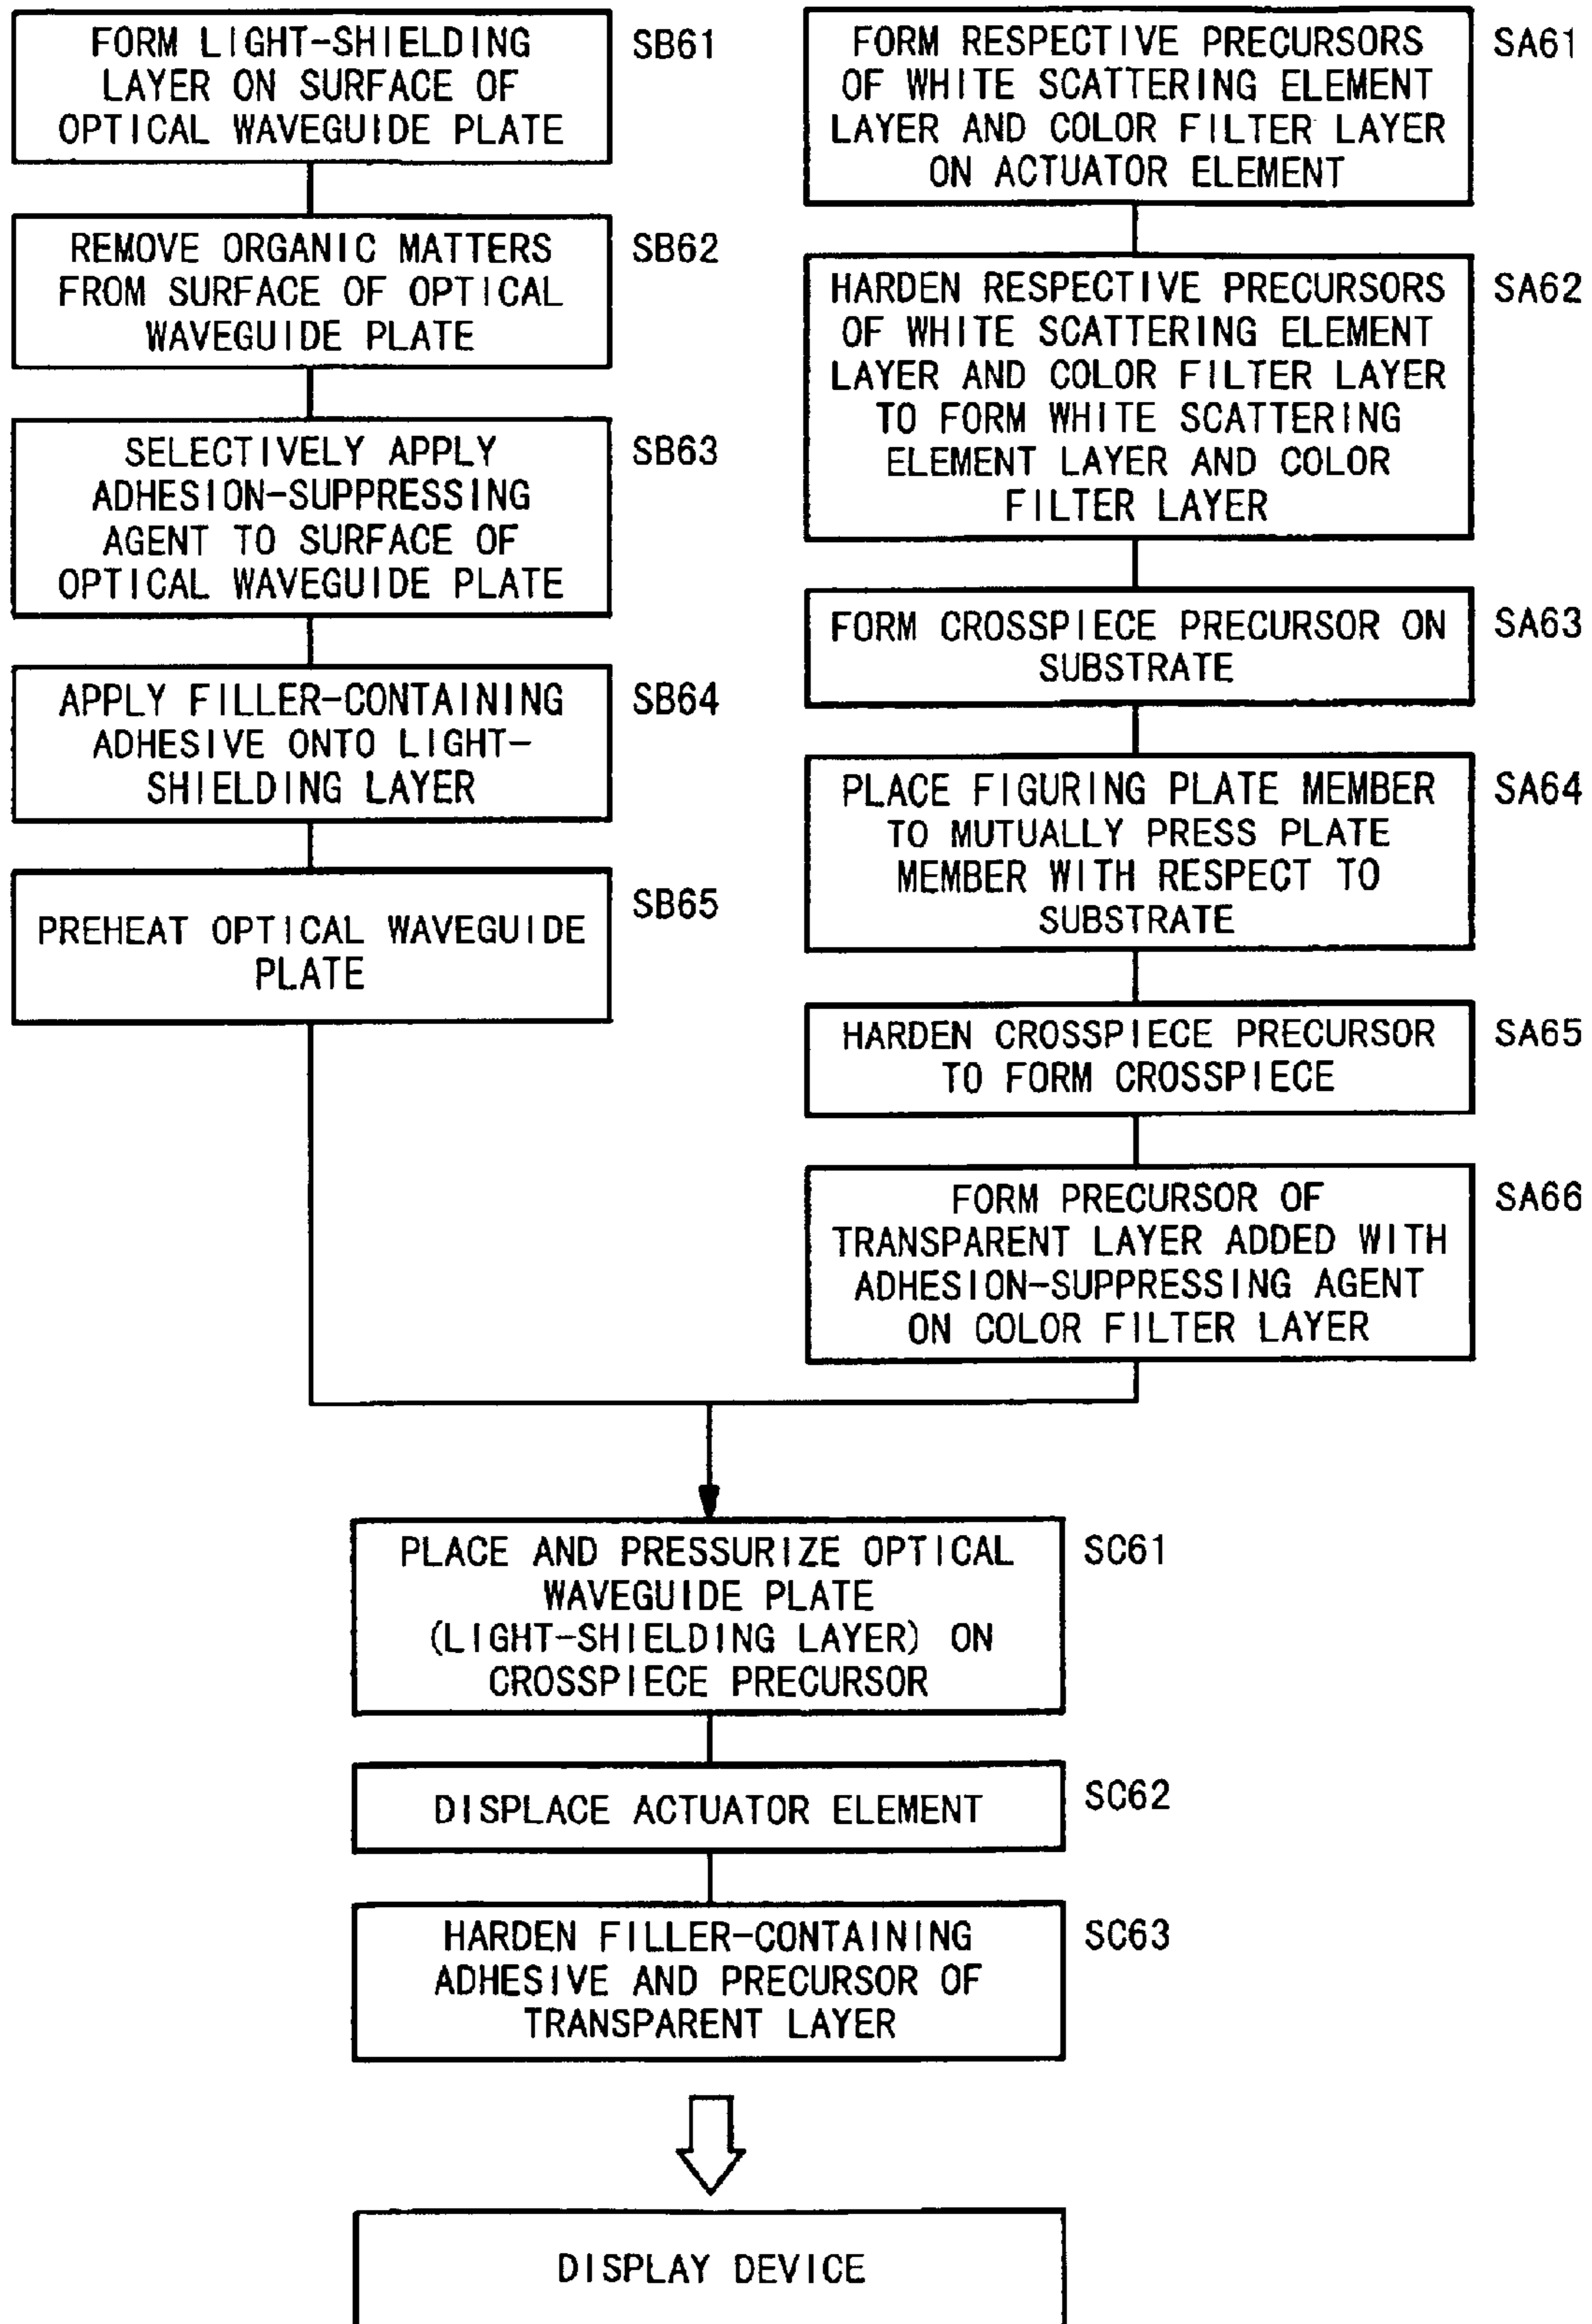 FORM LIGHT-SHIELDING
LAYER ON SURFACE OF
OPTICAL WAVEGUIDE PLATE
SB61
REMOVE ORGANIC MATTERS
FROM SURFACE OF OPTICAL
WAVEGUIDE PLATE
SB62
SELECTIVELY APPLY
ADHESION-SUPPRESSING
AGENT TO SURFACE OF
OPTICAL WAVEGUIDE PLATE
SB63
APPLY FILLER-CONTAINING
ADHESIVE ONTO LIGHT-
SHIELDING LAYER
SB64
PREHEAT OPTICAL WAVEGUIDE
PLATE
SB65
FORM RESPECTIVE PRECURSORS
OF WHITE SCATTERING ELEMENT
LAYER AND COLOR FILTER LAYER
ON ACTUATOR ELEMENT
SA61
HARDEN RESPECTIVE PRECURSORS
OF WHITE SCATTERING ELEMENT
LAYER AND COLOR FILTER LAYER
TO FORM WHITE SCATTERING
ELEMENT LAYER AND COLOR
FILTER LAYER
SA62
FORM CROSSPIECE PRECURSOR ON
SUBSTRATE
SA63
PLACE FIGURING PLATE MEMBER
TO MUTUALLY PRESS PLATE
MEMBER WITH RESPECT TO
SUBSTRATE
SA64
HARDEN CROSSPIECE PRECURSOR
TO FORM CROSSPIECE
SA65
FORM PRECURSOR OF
TRANSPARENT LAYER ADDED WITH
ADHESION-SUPPRESSING AGENT
ON COLOR FILTER LAYER
SA66
PLACE AND PRESSURIZE OPTICAL
WAVEGUIDE PLATE
(LIGHT-SHIELDING LAYER) ON
CROSSPIECE PRECURSOR
SC61
DISPLACE ACTUATOR ELEMENT
SC62
HARDEN FILLER-CONTAINING
ADHESIVE AND PRECURSOR OF
TRANSPARENT LAYER
SC63
DISPLAY DEVICE